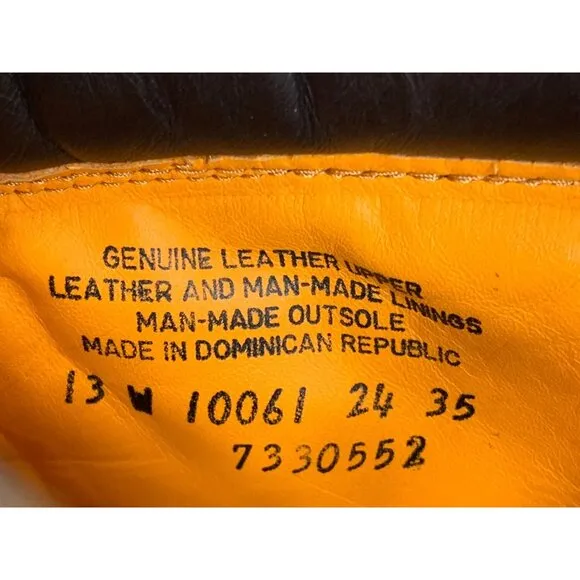 GENUINE LEATHER UPPER
LEATHER AND MAN-MADE LININGS
MAN-MADE OUTSOLE
MADE IN DOMINICAN REPUBLIC
13 W 10061 24 35
7330552